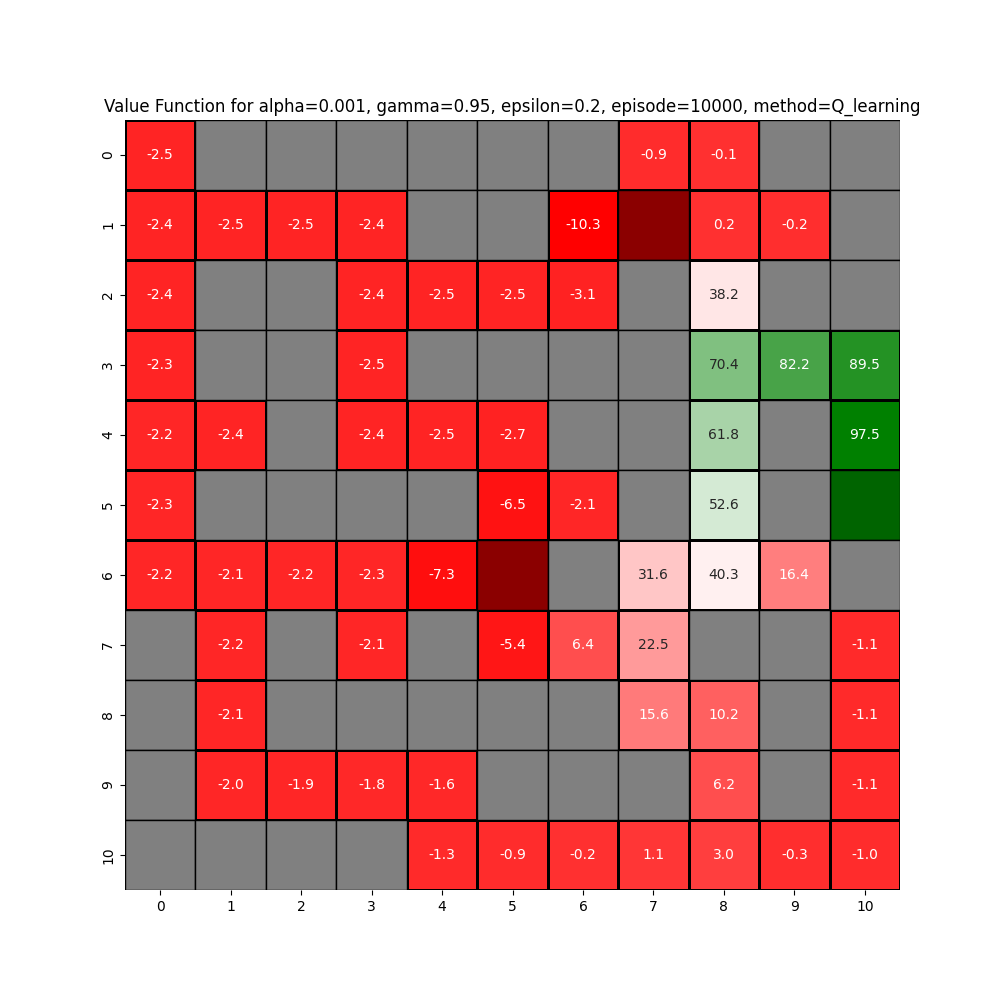 Value Function for alpha=0.001, gamma=0.95, epsilon=0.2, episode=10000, method=Q_learning
0 -2.5 -0.9 -0.1
1 -2.4 -2.5 -2.5 -2.4 -10.3 0.2 -0.2
2 -2.4 -2.4 -2.5 -2.5 -3.1 38.2
3 -2.3 -2.5 70.4 82.2 89.5
4 -2.2 -2.4 -2.4 -2.5 -2.7 61.8 97.5
5 -2.3 -6.5 -2.1 52.6
6 -2.2 -2.1 -2.2 -2.3 -7.3 31.6 40.3 16.4
7 -2.2 -2.1 -5.4 6.4 22.5 -1.1
8 -2.1 15.6 10.2 -1.1
9 -2.0 -1.9 -1.8 -1.6 6.2 -1.1
10 -1.3 -0.9 -0.2 1.1 3.0 -0.3 -1.0
0 1 2 3 4 5 6 7 8 9 10